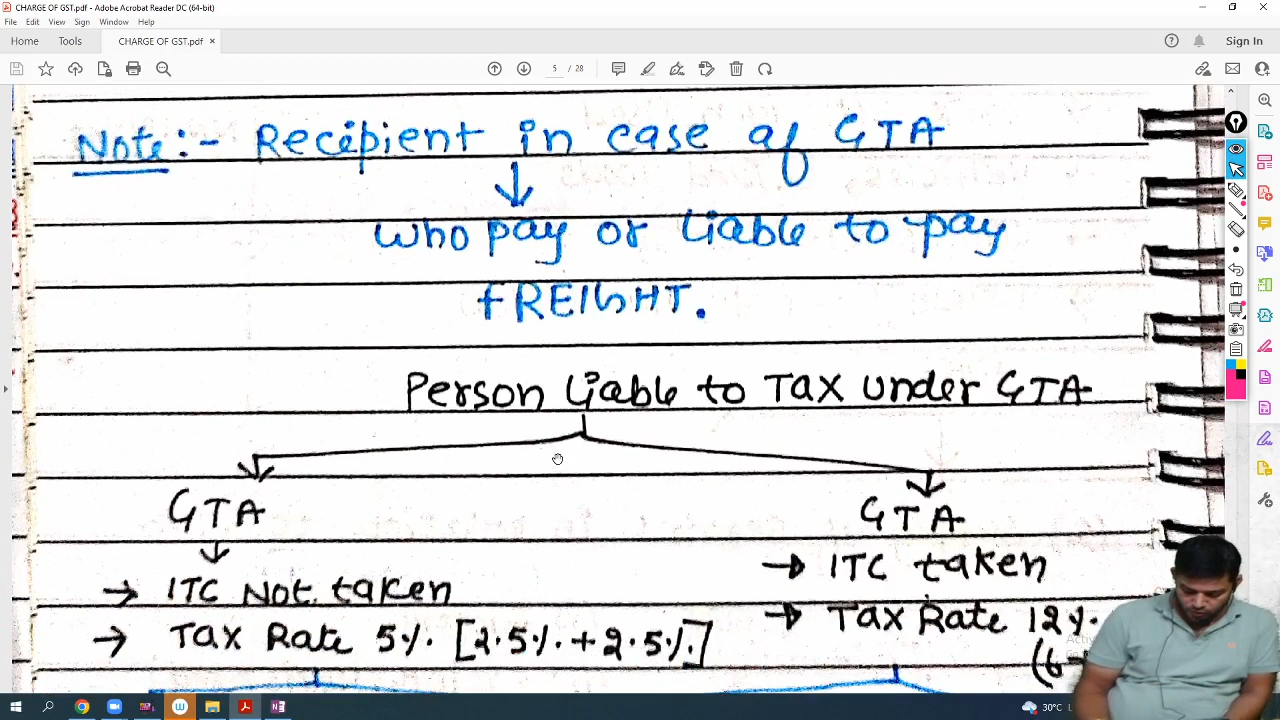 CHARGE OF GST.pdf - Adobe Acrobat Reader DC (64-bit)
File Edit View Sign Window Help
Home Tools CHARGE OF GST.pdf × Sign In
5 / 28
Note :- Recipient in case of GTA
who pay or liable to pay
fREIGHT.
Person liable to Tax under GTA
GTA GTA
→ ITC taken
→ ITC Not taken
→ Tax Rate 12%.
→ Tax Rate 5%. [2.5%. + 2.5%.]
(6
30°C